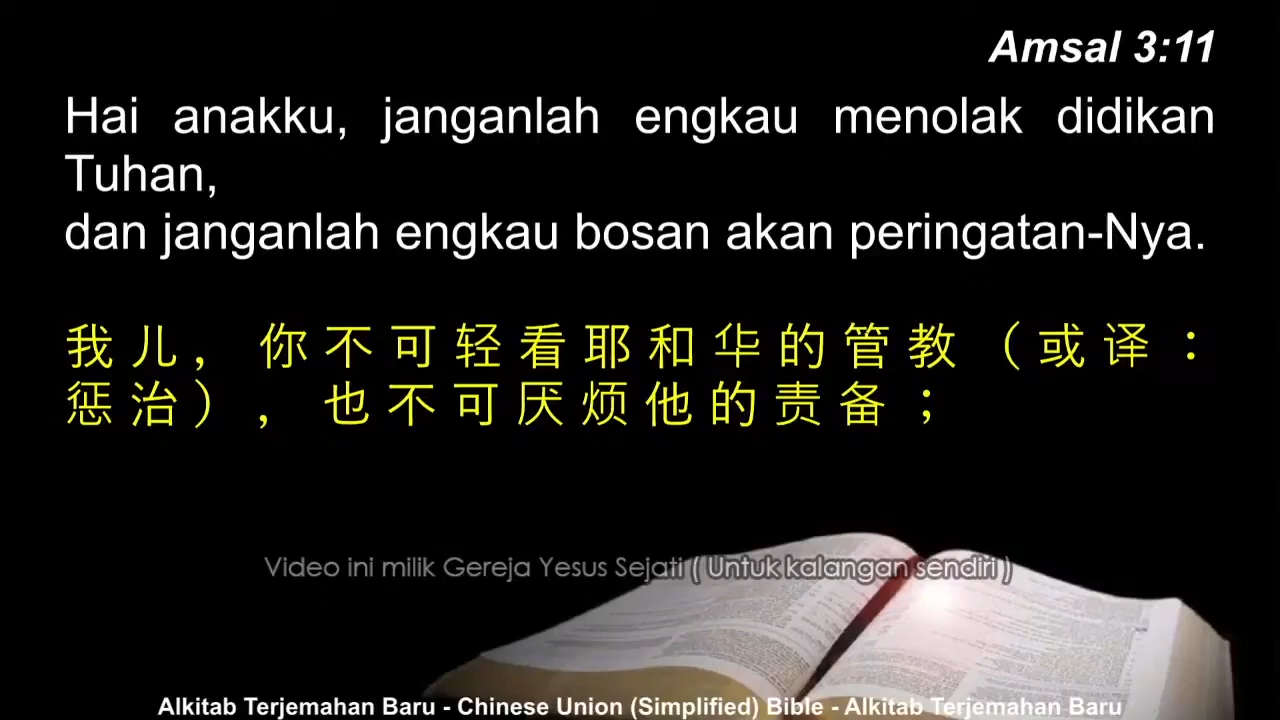 Amsal 3:11
Hai anakku, janganlah engkau menolak didikan
Tuhan,
dan janganlah engkau bosan akan peringatan-Nya.
我儿，你不可轻看耶和华的管教（或译：
惩治），也不可厌烦他的责备；
Video ini milik Gereja Yesus Sejati ( Untuk kalangan sendiri )
Alkitab Terjemahan Baru - Chinese Union (Simplified) Bible - Alkitab Terjemahan Baru